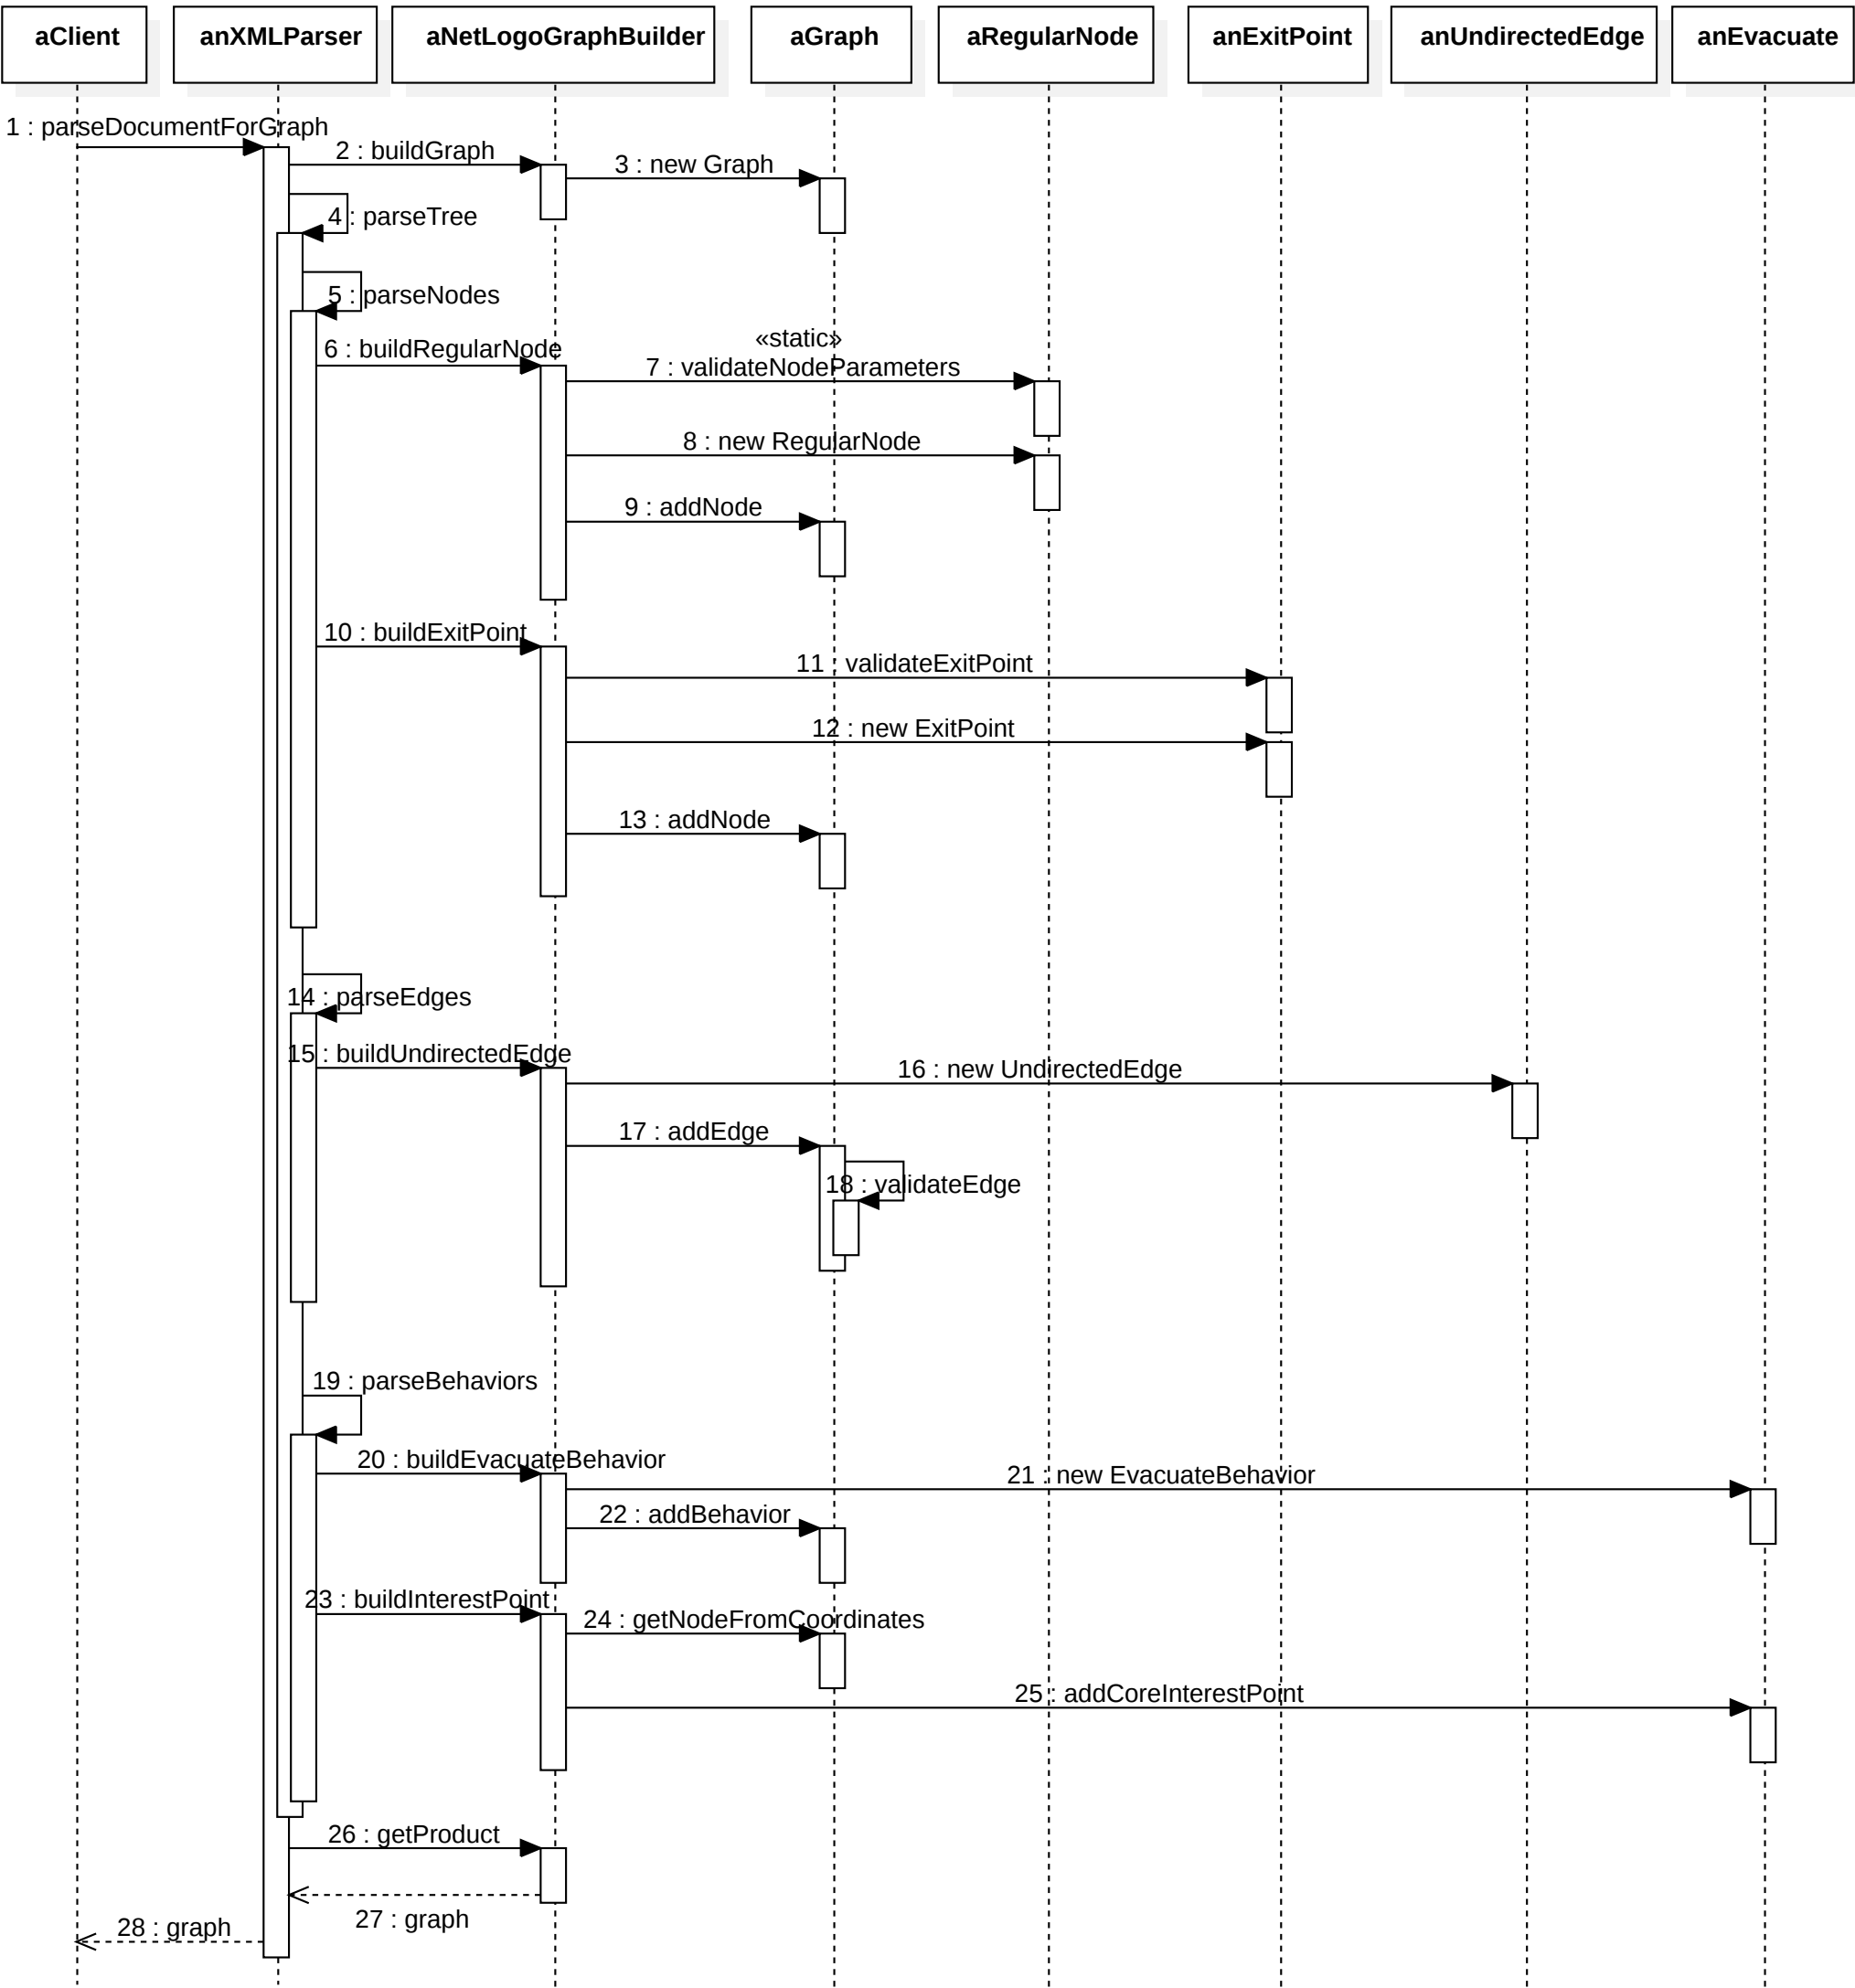 aClient
anXMLParser
aNetLogoGraphBuilder
aGraph
aRegularNode
anExitPoint
anUndirectedEdge
anEvacuate
1 : parseDocumentForGraph
2 : buildGraph
3 : new Graph
4 : parseTree
5 : parseNodes
6 : buildRegularNode
«static»
7 : validateNodeParameters
8 : new RegularNode
9 : addNode
10 : buildExitPoint
11 : validateExitPoint
12 : new ExitPoint
13 : addNode
14 : parseEdges
15 : buildUndirectedEdge
16 : new UndirectedEdge
17 : addEdge
18 : validateEdge
19 : parseBehaviors
20 : buildEvacuateBehavior
21 : new EvacuateBehavior
22 : addBehavior
23 : buildInterestPoint
24 : getNodeFromCoordinates
25 : addCoreInterestPoint
26 : getProduct
27 : graph
28 : graph